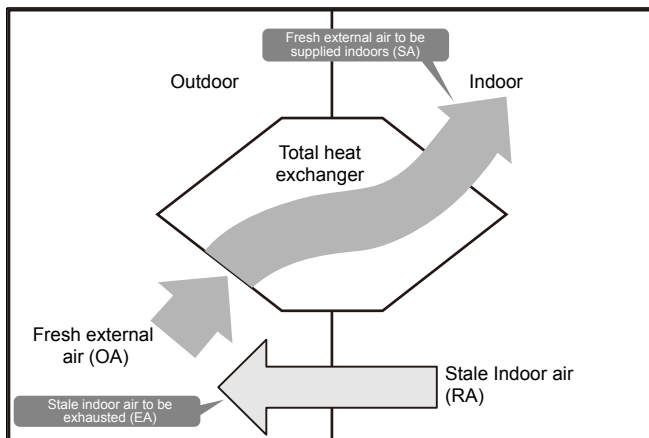 Fresh external air to be
supplied indoors (SA)
Outdoor
Indoor
Total heat
exchanger
Fresh external
air (OA)
Stale Indoor air
(RA)
Stale indoor air to be
exhausted (EA)